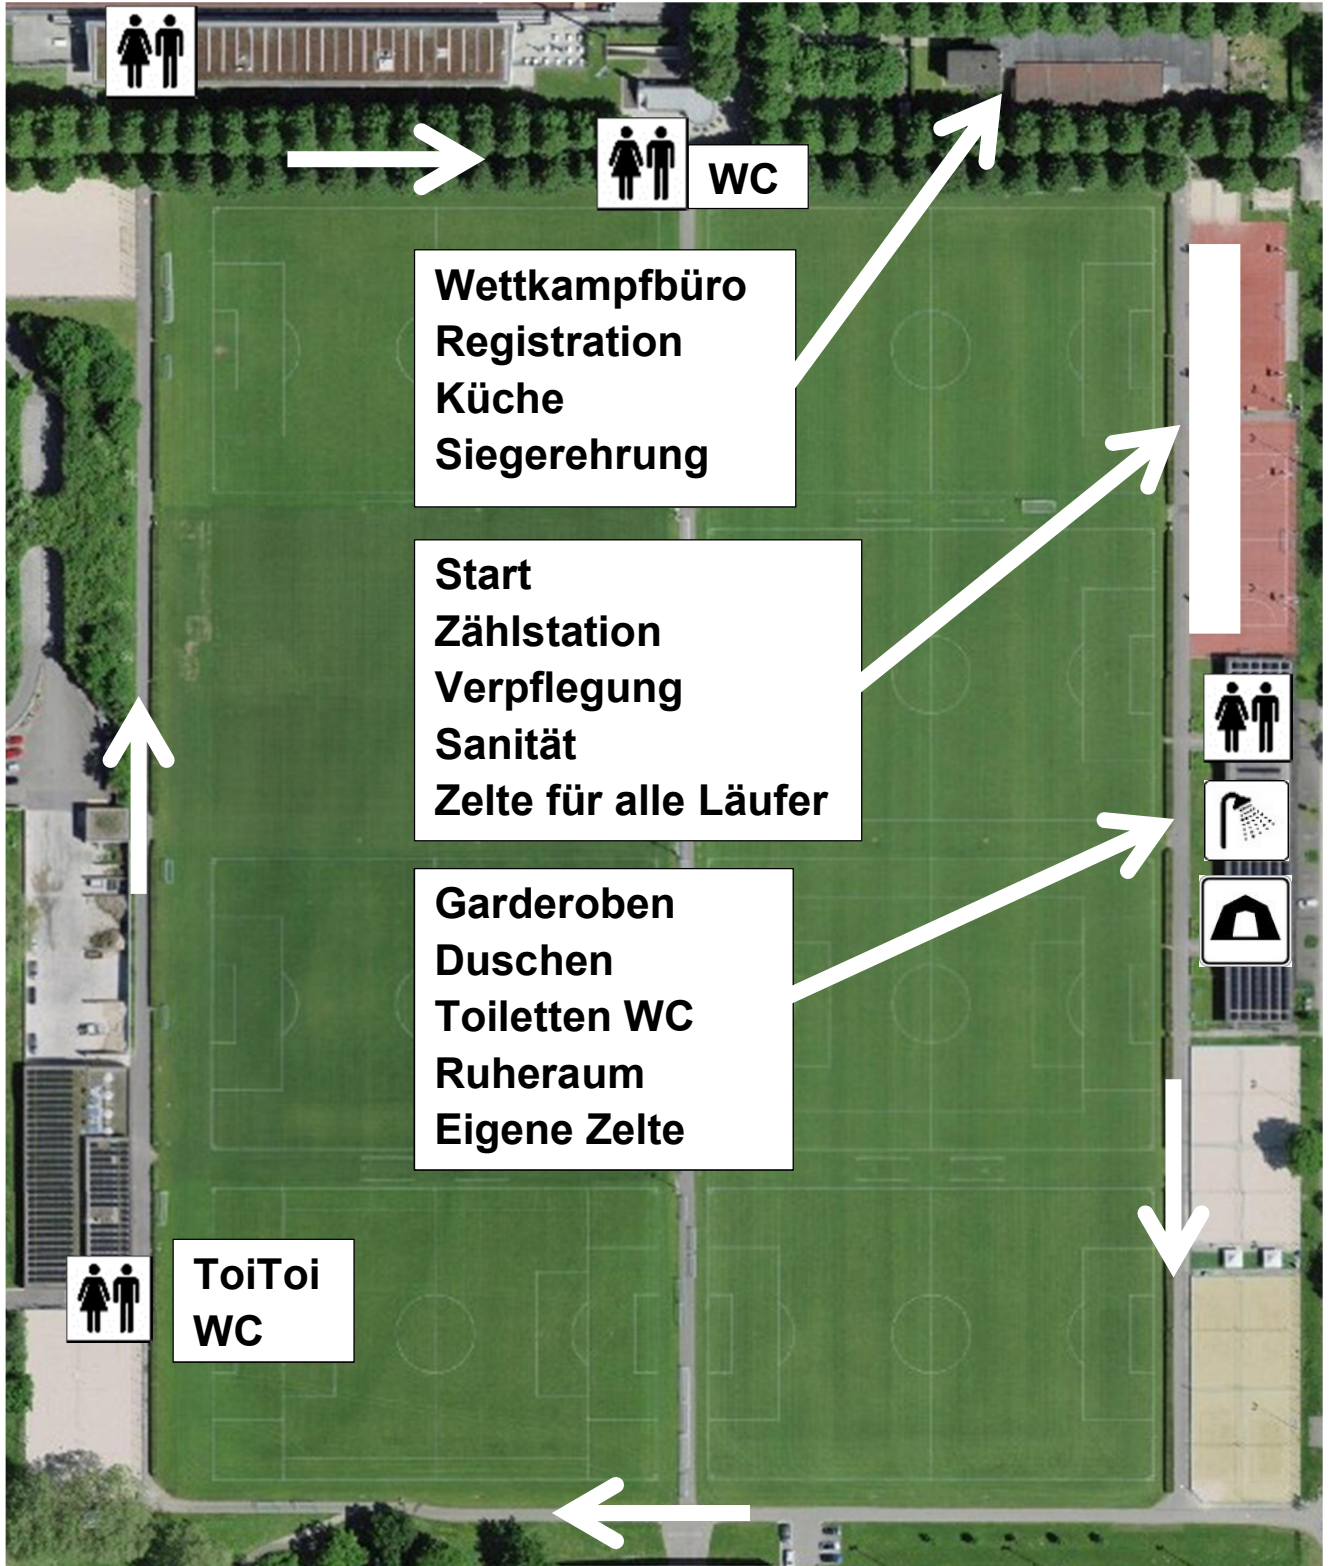 WC
Wettkampfbüro
Registration
Küche
Siegerehrung
Start
Zählstation
Verpflegung
Sanität
Zelte für alle Läufer
Garderoben
Duschen
Toiletten WC
Ruheraum
Eigene Zelte
ToiToi
WC